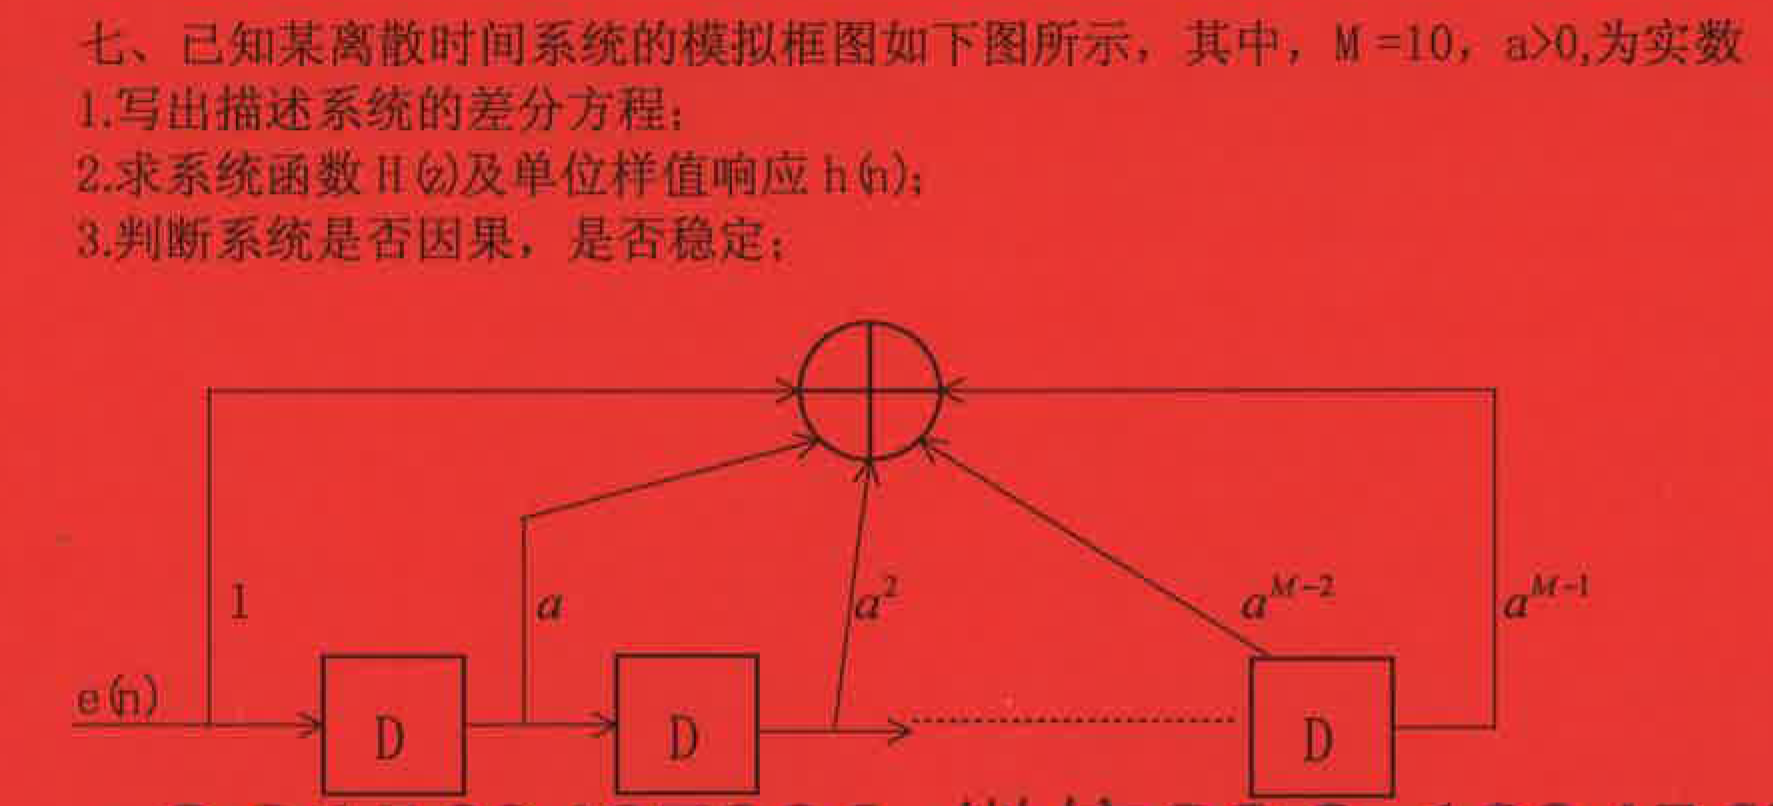 七、已知某离散时间系统的模拟框图如下图所示，其中，M=10，a>0,为实数
1.写出描述系统的差分方程；
2.求系统函数H(z)及单位样值响应h(n)；
3.判断系统是否因果，是否稳定；
1 a a² a^{M-2} a^{M-1}
e(n)
D D D